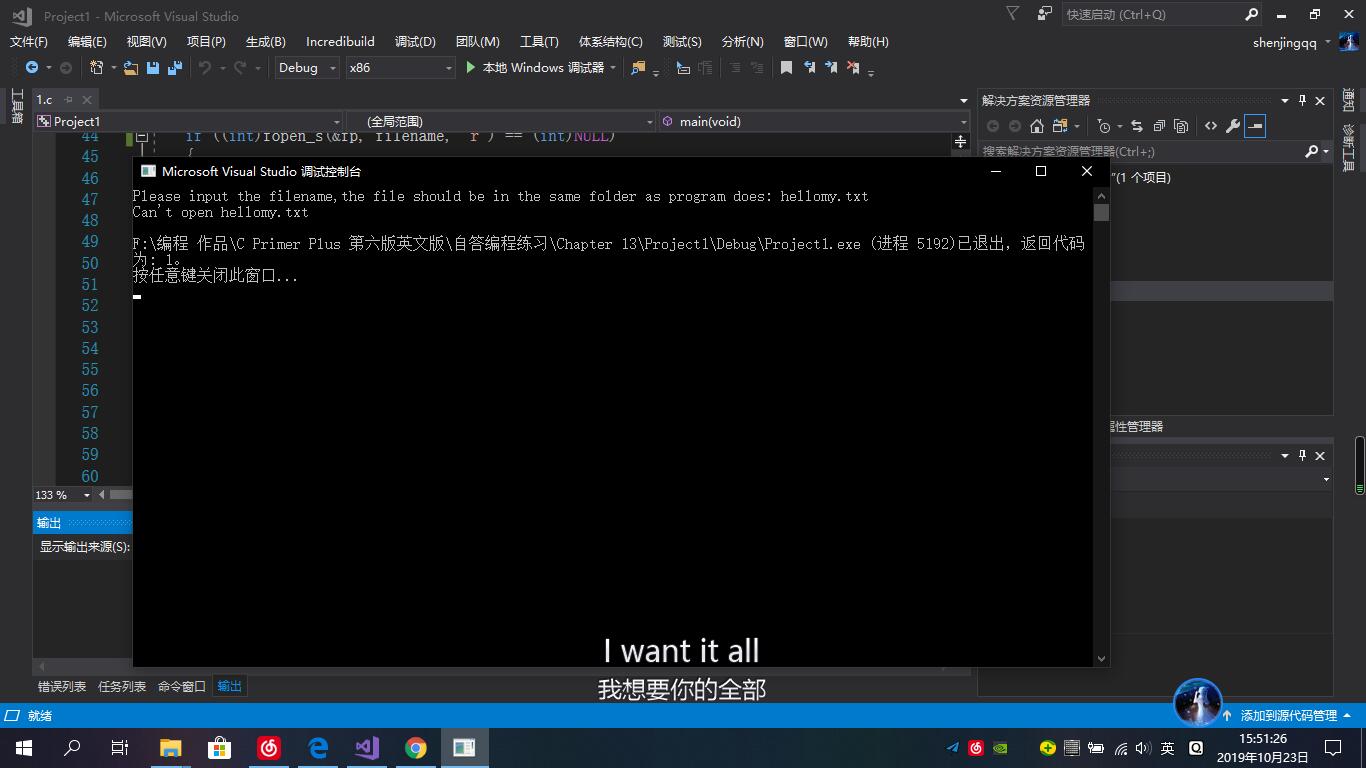 Project1 - Microsoft Visual Studio
快速启动 (Ctrl+Q)
文件(F) 编辑(E) 视图(V) 项目(P) 生成(B) Incredibuild 调试(D) 团队(M) 工具(T) 体系结构(C) 测试(S) 分析(N) 窗口(W) 帮助(H)
shenjingqq
Debug x86 本地 Windows 调试器
工具箱
1.c
Project1 (全局范围) main(void)
44 if ((int)fopen_s(&fp, filename, "r") == (int)NULL)
45 {
46
47
48
49
50
51
52
53
54
55
56
57
58
59
60
133 %
Microsoft Visual Studio 调试控制台
Please input the filename,the file should be in the same folder as program does: hellomy.txt
Can't open hellomy.txt
F:\编程 作品\C Primer Plus 第六版英文版\自答编程练习\Chapter 13\Project1\Debug\Project1.exe (进程 5192)已退出，返回代码
为: 1。
按任意键关闭此窗口...
解决方案资源管理器
搜索解决方案资源管理器(Ctrl+;)
”(1 个项目)
属性管理器
通知
诊断工具
输出
显示输出来源(S):
I want it all
我想要你的全部
错误列表 任务列表 命令窗口 输出
就绪
添加到源代码管理
英
15:51:26
2019年10月23日